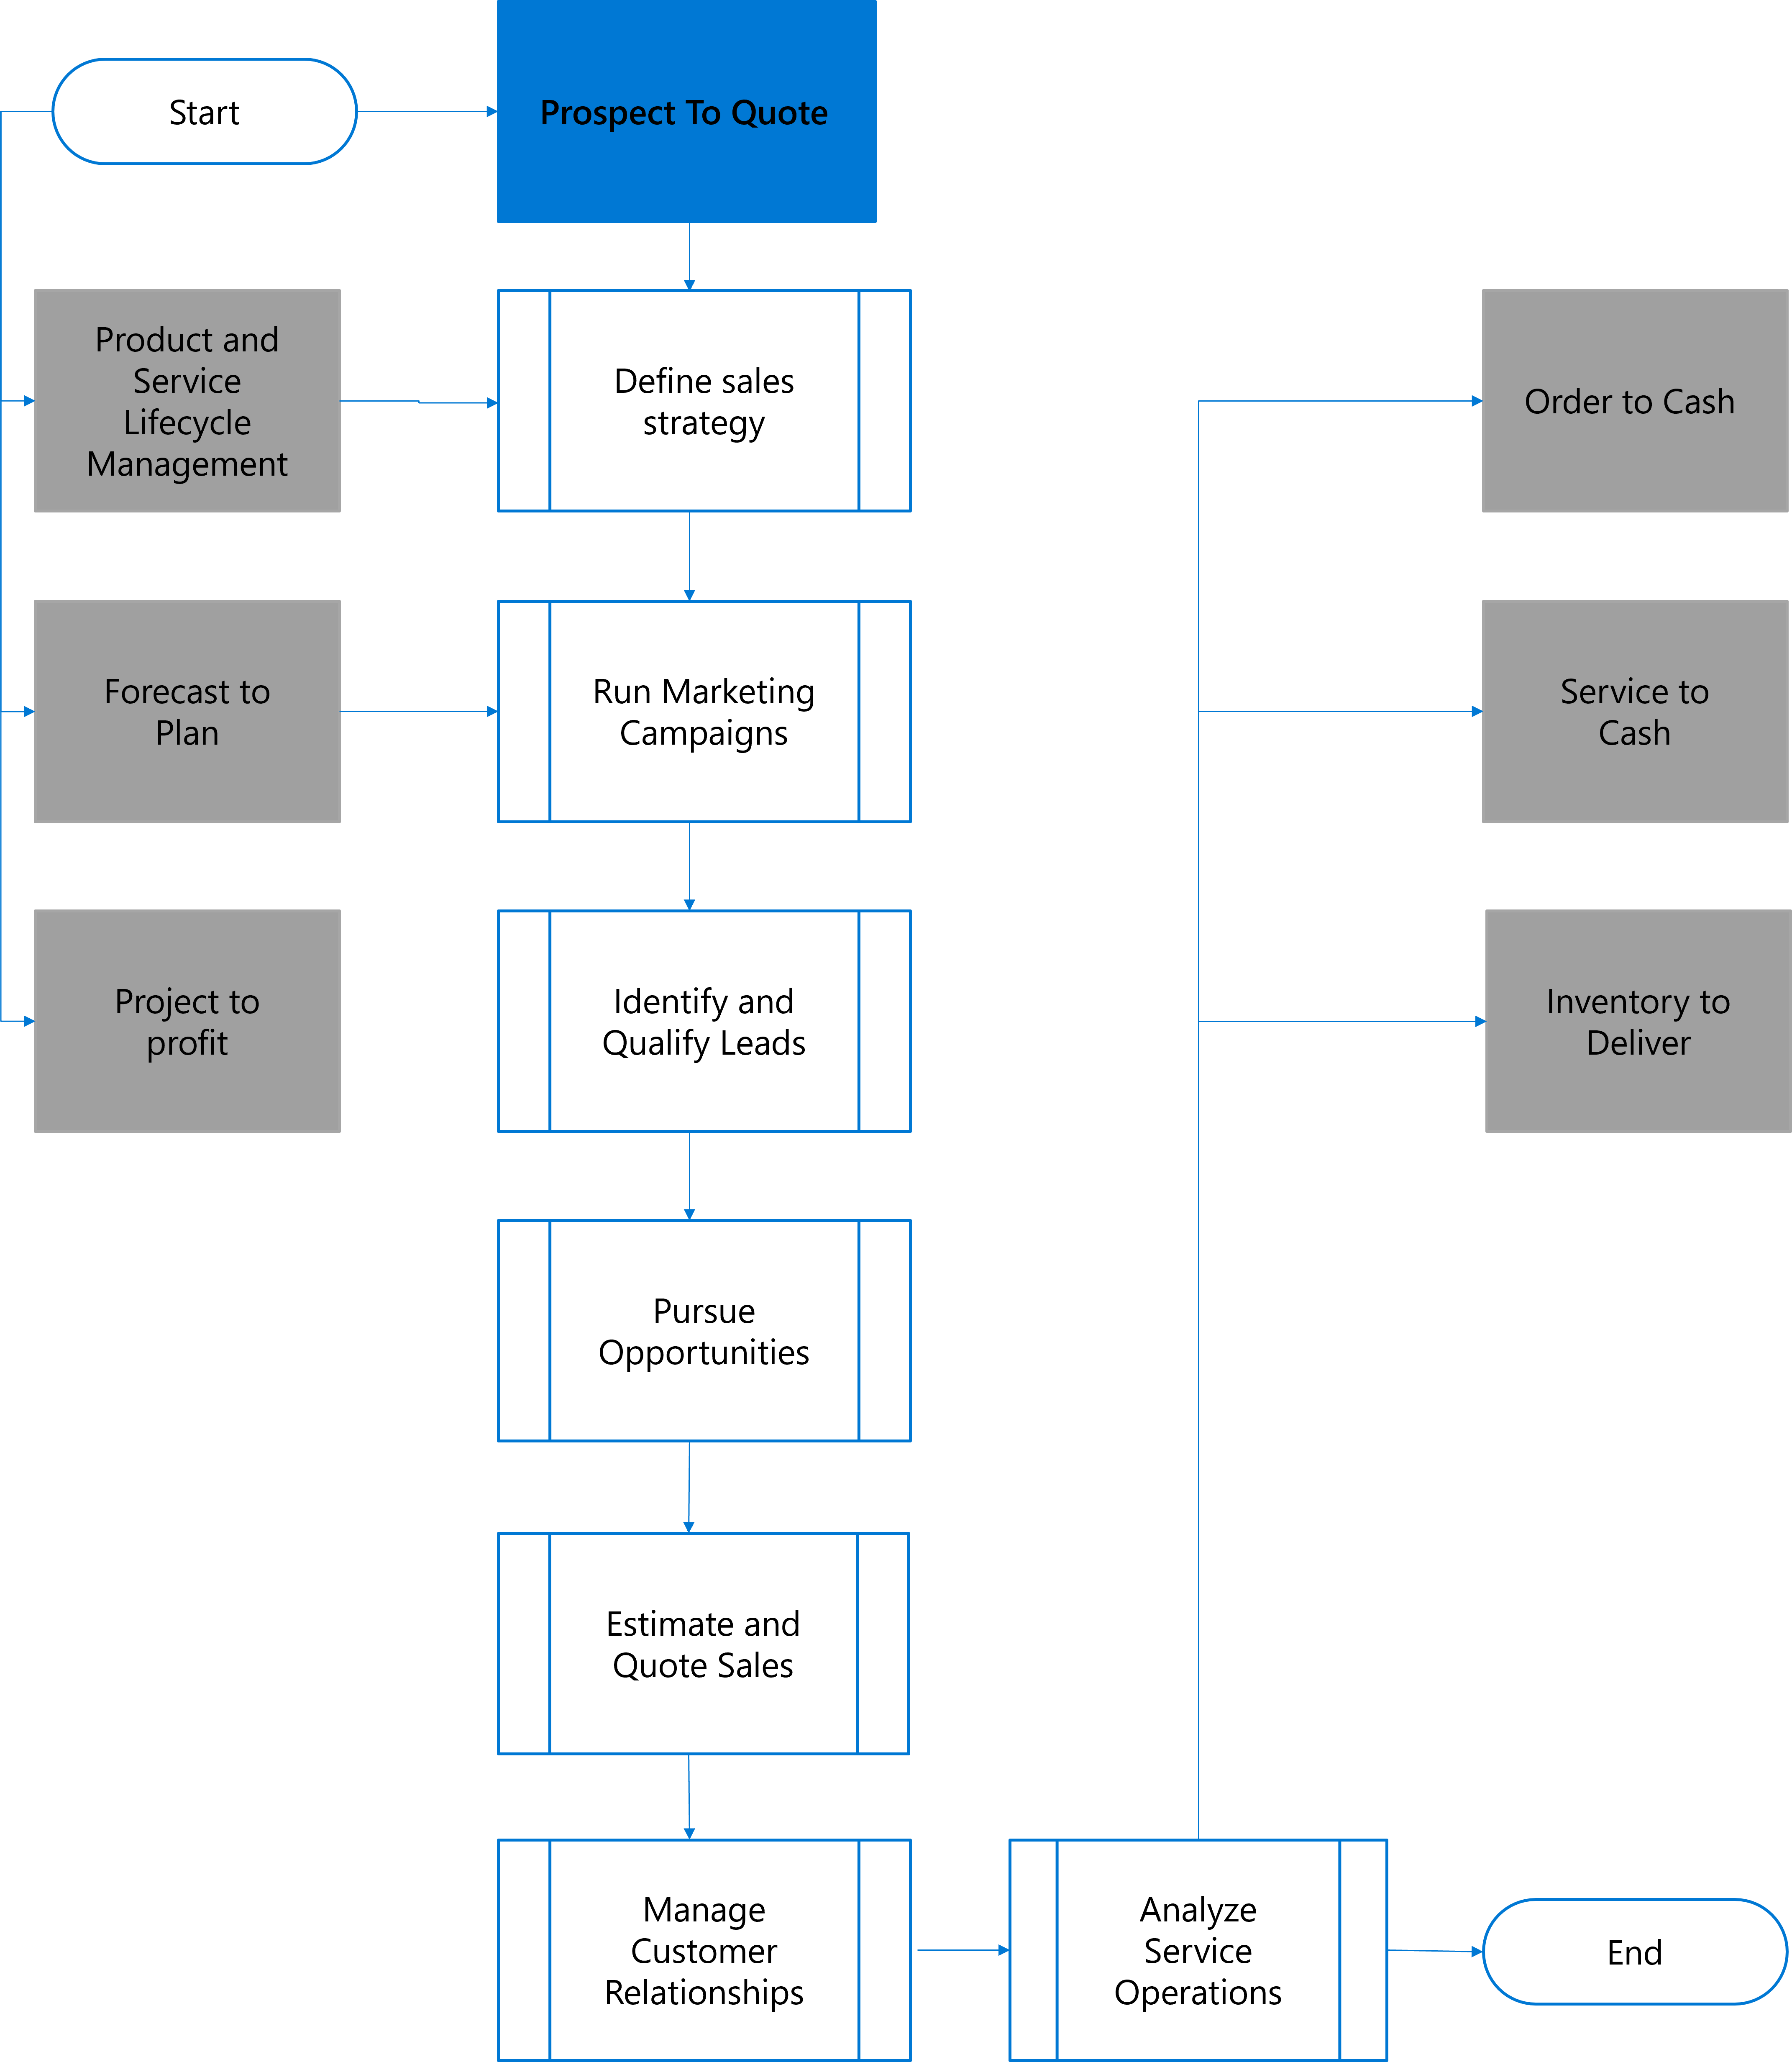 Start
Prospect To Quote
Product and
Service
Lifecycle
Management
Define sales
strategy
Order to Cash
Forecast to
Plan
Run Marketing
Campaigns
Service to
Cash
Project to
profit
Identify and
Qualify Leads
Inventory to
Deliver
Pursue
Opportunities
Estimate and
Quote Sales
Manage
Customer
Relationships
Analyze
Service
Operations
End